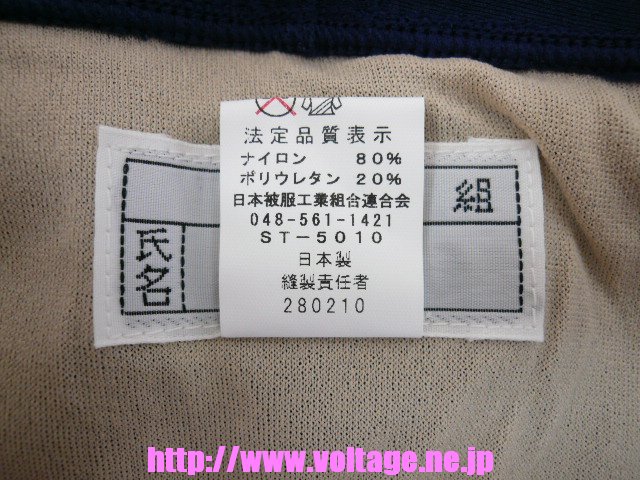 法定品質表示
ナイロン 80%
ポリウレタン 20%
日本被服工業組合連合会
048-561-1421
ST-5010
日本製
縫製責任者
280210
組
氏名
http://www.voltage.ne.jp